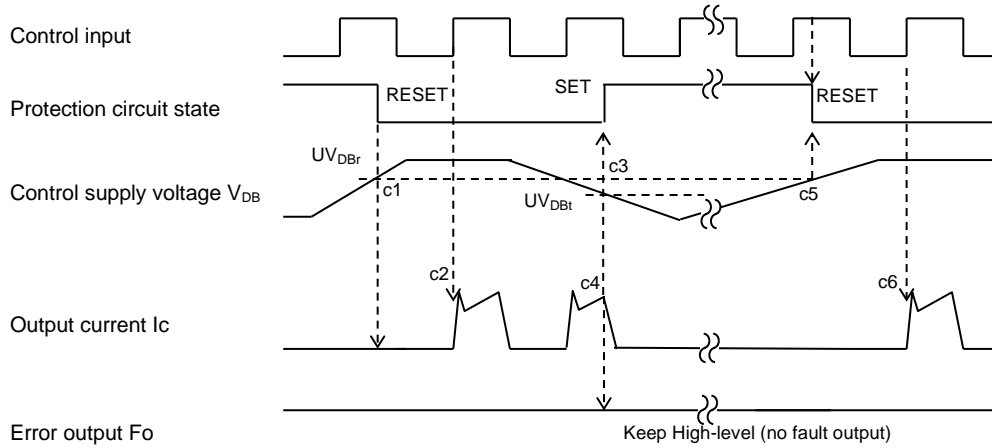 Control input
Protection circuit state
RESET
SET
RESET
UVDBr
c1
c3
Control supply voltage VDB
UVDBt
c5
c2
c4
c6
Output current Ic
Error output Fo
Keep High-level (no fault output)